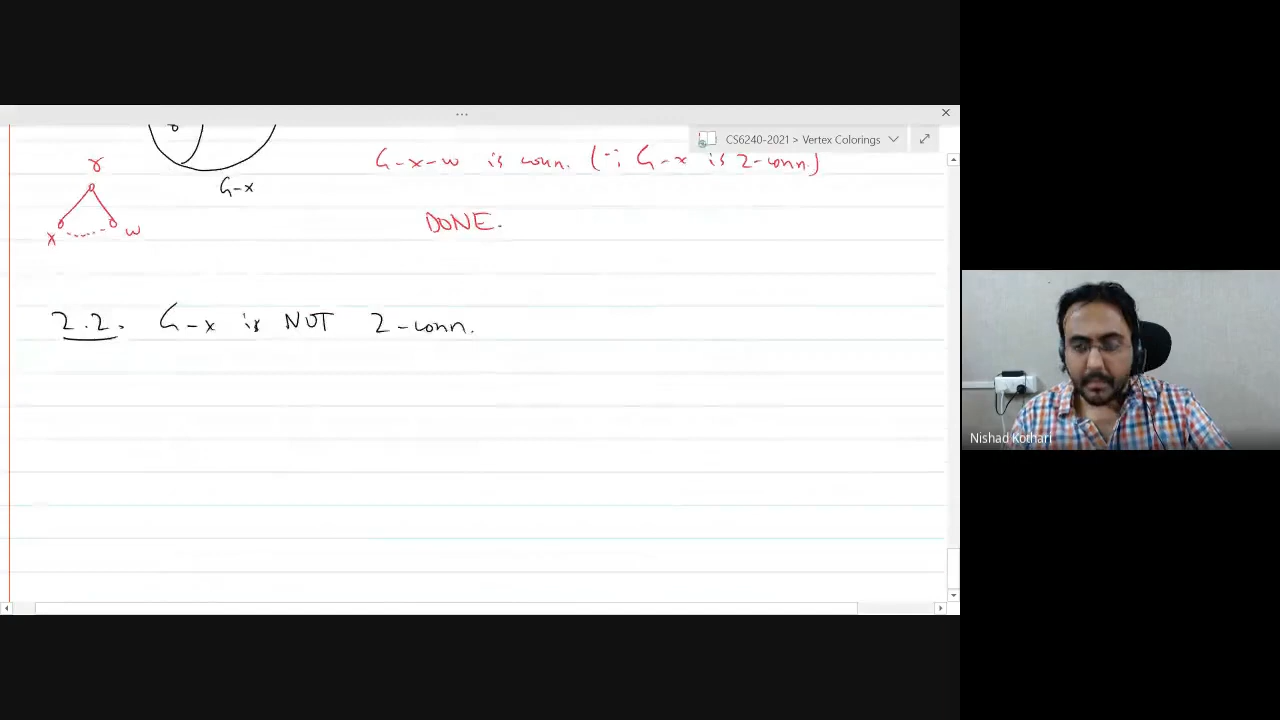 CS6240-2021 > Vertex Colorings
G-x-w is conn. (∵ G-x is 2-conn.)
G-x
x w
DONE.
2.2. G-x is NOT 2-conn.
Nishad Kothari